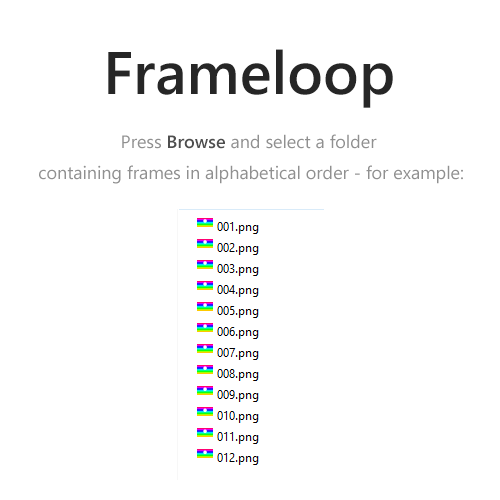 Frameloop
Press Browse and select a folder
containing frames in alphabetical order - for example:
001.png
002.png
003.png
004.png
005.png
006.png
007.png
008.png
009.png
010.png
011.png
012.png